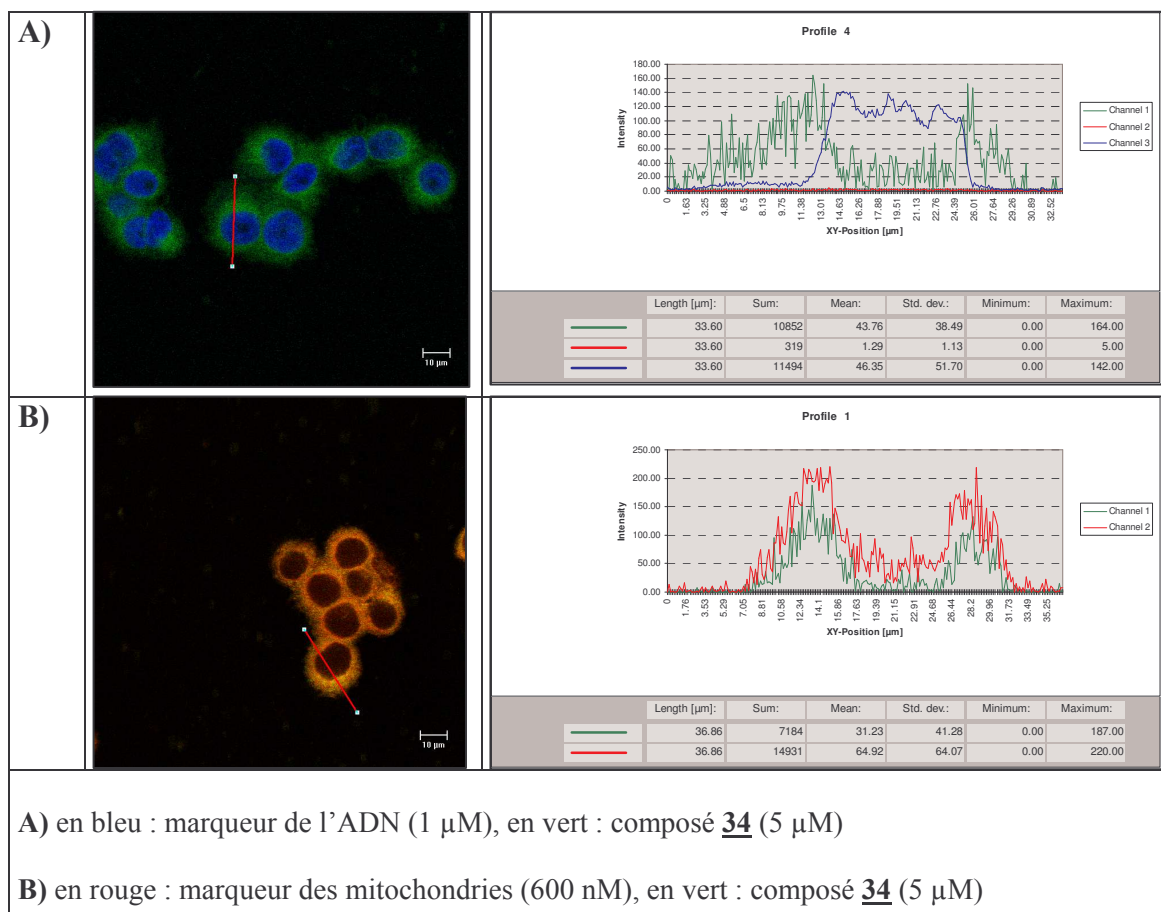 A)
10 µm
Profile 4
180.00
160.00
140.00
120.00
100.00
80.00
60.00
40.00
20.00
0.00
Intensity
0 1.63 3.25 4.88 6.5 8.13 9.75 11.38 13.01 14.63 16.26 17.88 19.51 21.13 22.76 24.39 26.01 27.64 29.26 30.89 32.52
XY-Position [µm]
Channel 1
Channel 2
Channel 3
Length [µm]: Sum: Mean: Std. dev.: Minimum: Maximum:
33.60 10852 43.76 38.49 0.00 164.00
33.60 319 1.29 1.13 0.00 5.00
33.60 11494 46.35 51.70 0.00 142.00
B)
10 µm
Profile 1
250.00
200.00
150.00
100.00
50.00
0.00
Intensity
0 1.76 3.53 5.29 7.05 8.81 10.58 12.34 14.1 15.86 17.63 19.39 21.15 22.91 24.68 26.44 28.2 29.96 31.73 33.49 35.25
XY-Position [µm]
Channel 1
Channel 2
Length [µm]: Sum: Mean: Std. dev.: Minimum: Maximum:
36.86 7184 31.23 41.28 0.00 187.00
36.86 14931 64.92 64.07 0.00 220.00
A) en bleu : marqueur de l’ADN (1 µM), en vert : composé 34 (5 µM)
B) en rouge : marqueur des mitochondries (600 nM), en vert : composé 34 (5 µM)